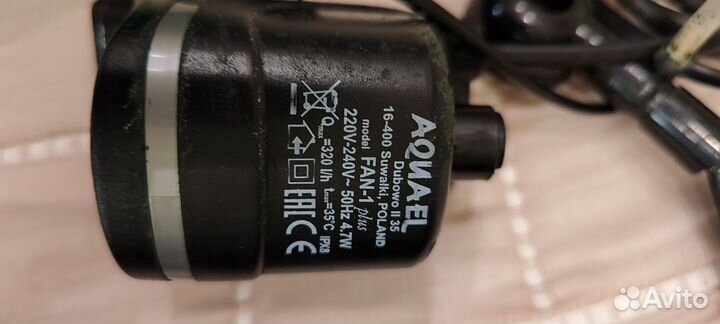 AQUAEL
Dubowo II 35
16-400 Suwałki, POLAND
model FAN-1 plus
220V-240V~ 50Hz 4.7W
Qmax=320 l/h tmax=35°C IPX8
EAC CE
Avito